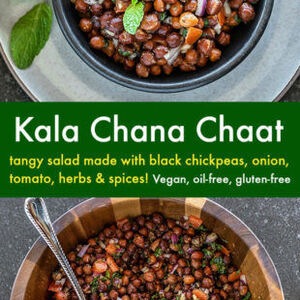 Kala Chana Chaat
tangy salad made with black chickpeas, onion,
tomato, herbs & spices! Vegan, oil-free, gluten-free